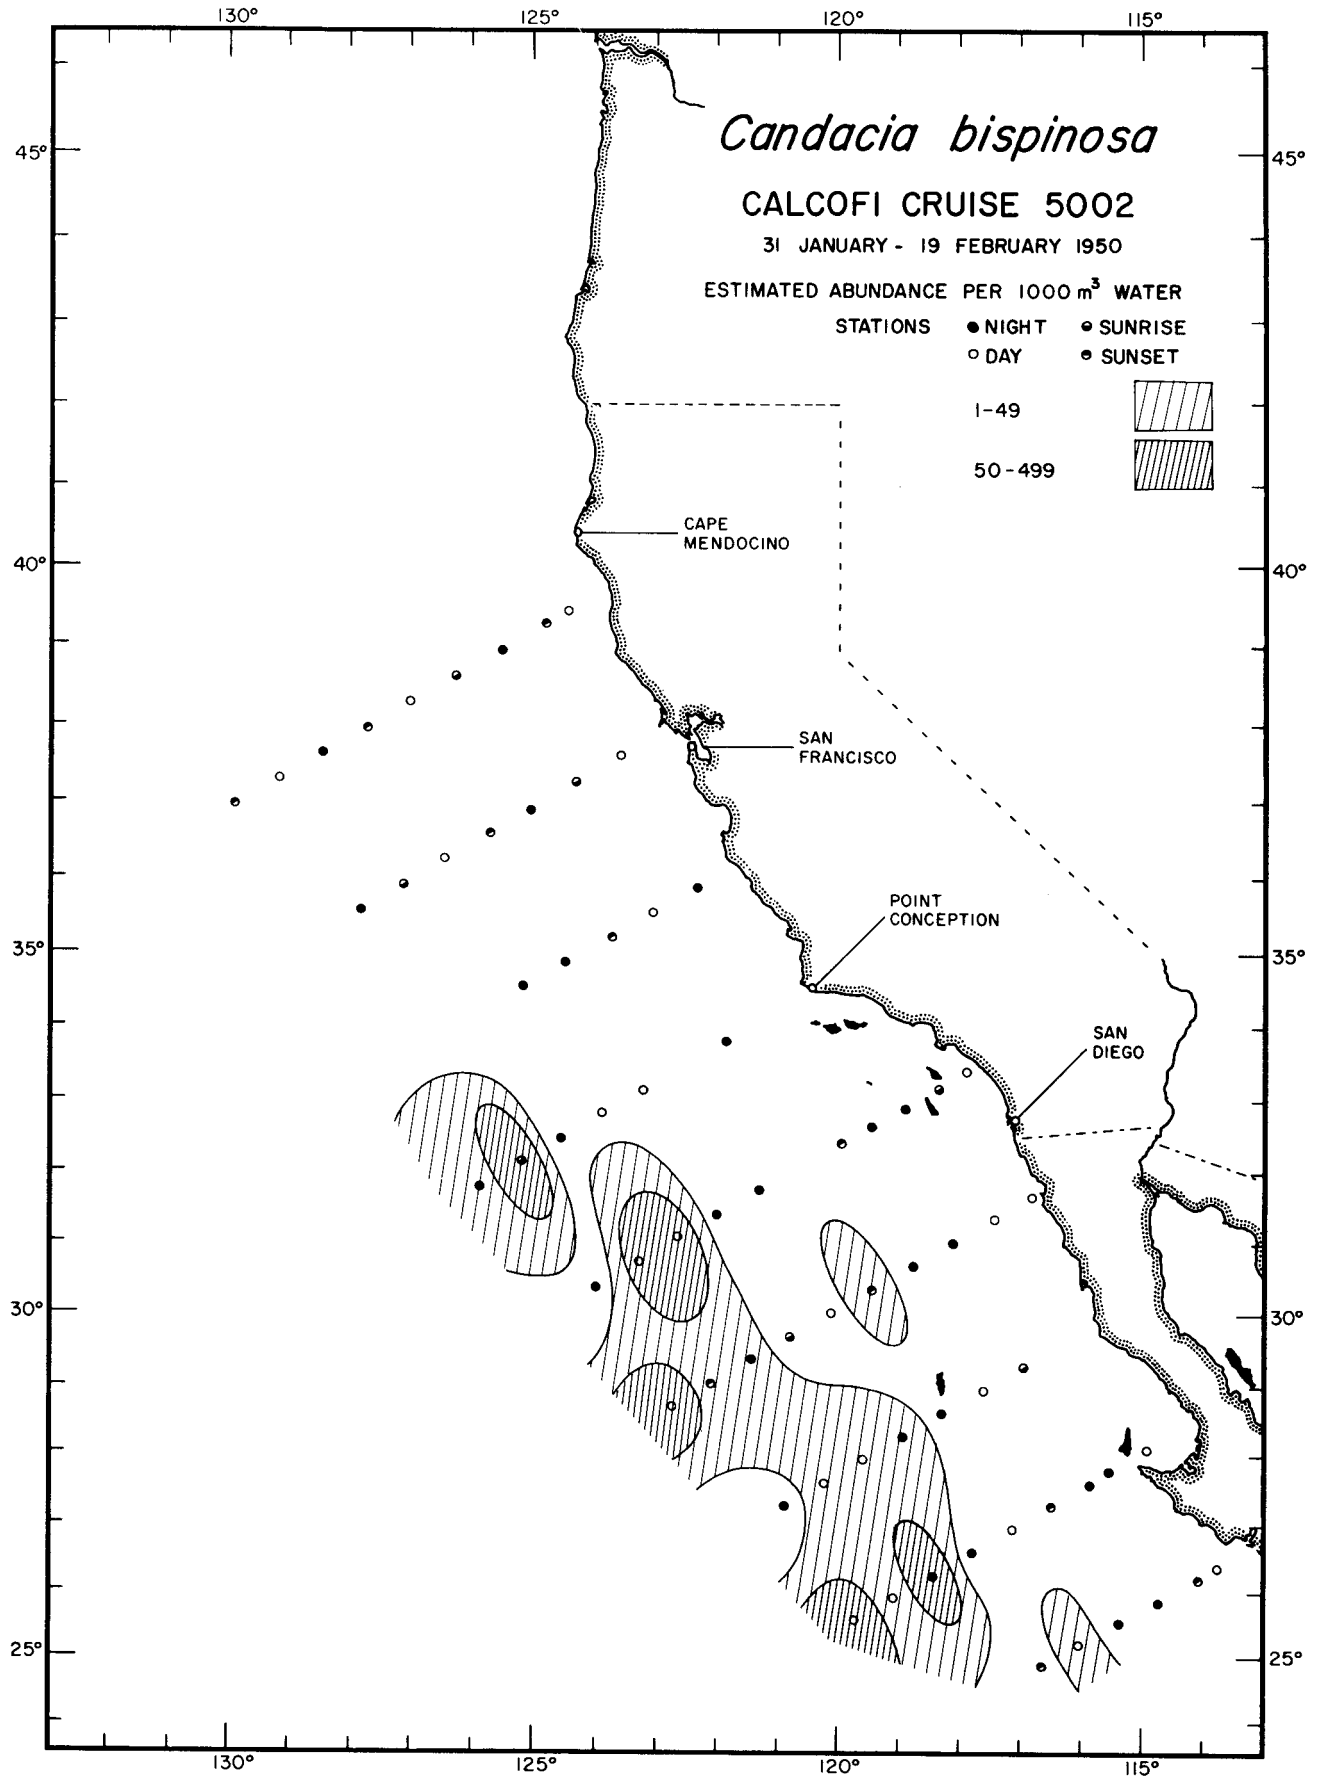 130° 125° 120° 115°
Candacia bispinosa
45° 45°
CALCOFI CRUISE 5002
31 JANUARY - 19 FEBRUARY 1950
ESTIMATED ABUNDANCE PER 1000 m³ WATER
STATIONS ● NIGHT ◓ SUNRISE
○ DAY ◒ SUNSET
1-49
50-499
CAPE
MENDOCINO
40° 40°
SAN
FRANCISCO
POINT
CONCEPTION
35° 35°
SAN
DIEGO
30° 30°
25° 25°
130° 125° 120° 115°